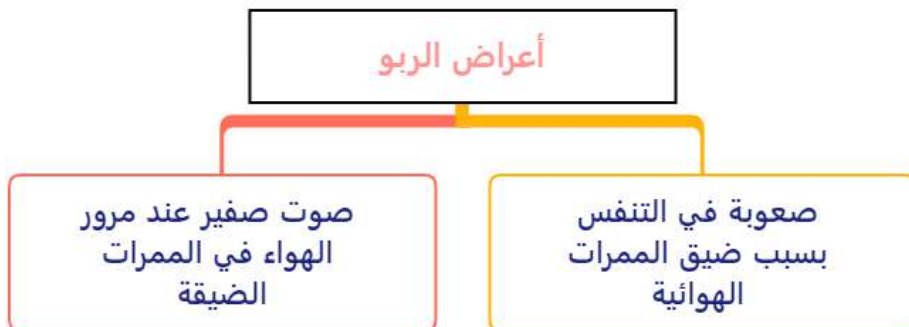 أعراض الربو
صعوبة في التنفس
بسبب ضيق الممرات
الهوائية
صوت صفير عند مرور
الهواء في الممرات
الضيقة